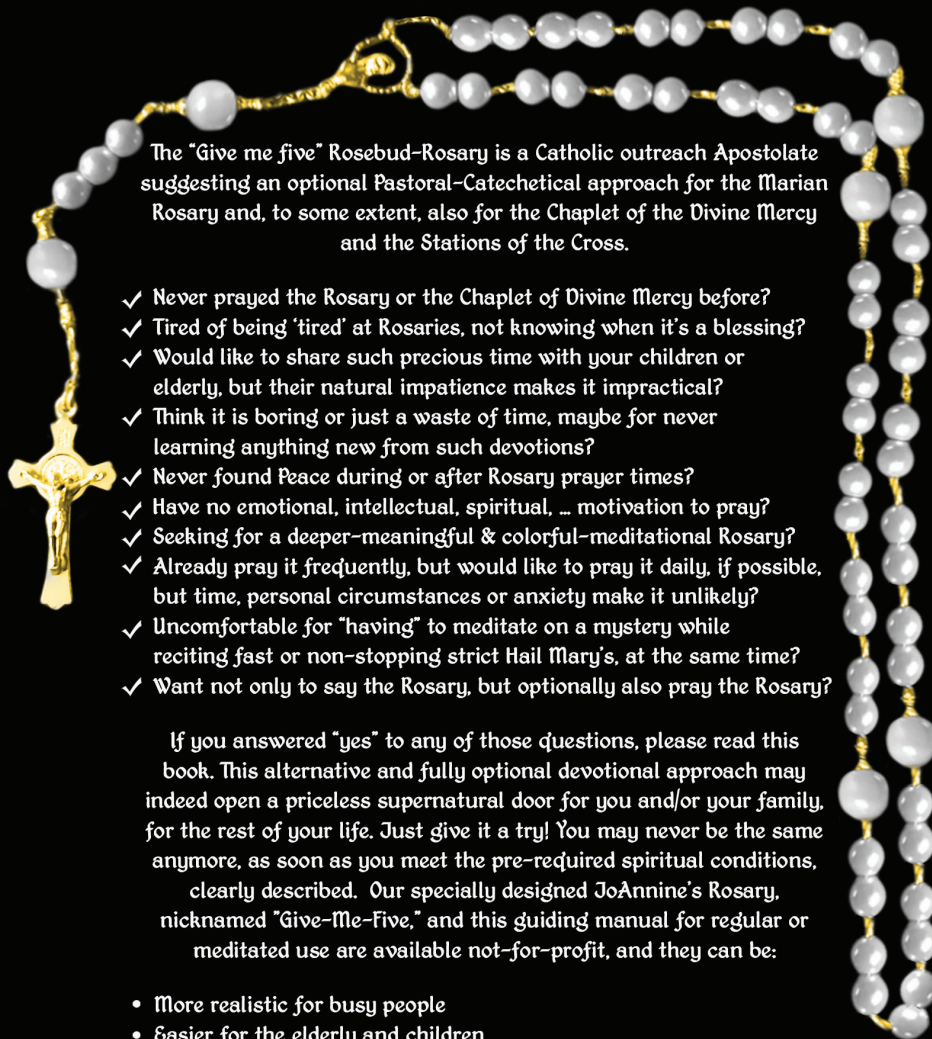 The “Give me five” Rosebud-Rosary is a Catholic outreach Apostolate
suggesting an optional Pastoral-Catechetical approach for the Marian
Rosary and, to some extent, also for the Chaplet of the Divine Mercy
and the Stations of the Cross.
✓ Never prayed the Rosary or the Chaplet of Divine Mercy before?
✓ Tired of being ‘tired’ at Rosaries, not knowing when it’s a blessing?
✓ Would like to share such precious time with your children or
elderly, but their natural impatience makes it impractical?
✓ Think it is boring or just a waste of time, maybe for never
learning anything new from such devotions?
✓ Never found Peace during or after Rosary prayer times?
✓ Have no emotional, intellectual, spiritual, ... motivation to pray?
✓ Seeking for a deeper-meaningful & colorful-meditational Rosary?
✓ Already pray it frequently, but would like to pray it daily, if possible,
but time, personal circumstances or anxiety make it unlikely?
✓ Uncomfortable for “having” to meditate on a mystery while
reciting fast or non-stopping strict Hail Mary’s, at the same time?
✓ Want not only to say the Rosary, but optionally also pray the Rosary?
If you answered “yes” to any of those questions, please read this
book. This alternative and fully optional devotional approach may
indeed open a priceless supernatural door for you and/or your family,
for the rest of your life. Just give it a try! You may never be the same
anymore, as soon as you meet the pre-required spiritual conditions,
clearly described. Our specially designed JoAnnine’s Rosary,
nicknamed "Give-Me-Five," and this guiding manual for regular or
meditated use are available not-for-profit, and they can be:
• More realistic for busy people
• Easier for the elderly and children